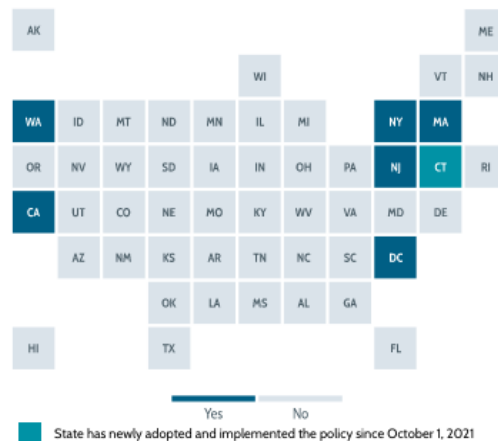 AK ME
WI VT NH
WA ID MT ND MN IL MI NY MA
OR NV WY SD IA IN OH PA NJ CT RI
CA UT CO NE MO KY WV VA MD DE
AZ NM KS AR TN NC SC DC
OK LA MS AL GA
HI TX FL
Yes No
State has newly adopted and implemented the policy since October 1, 2021